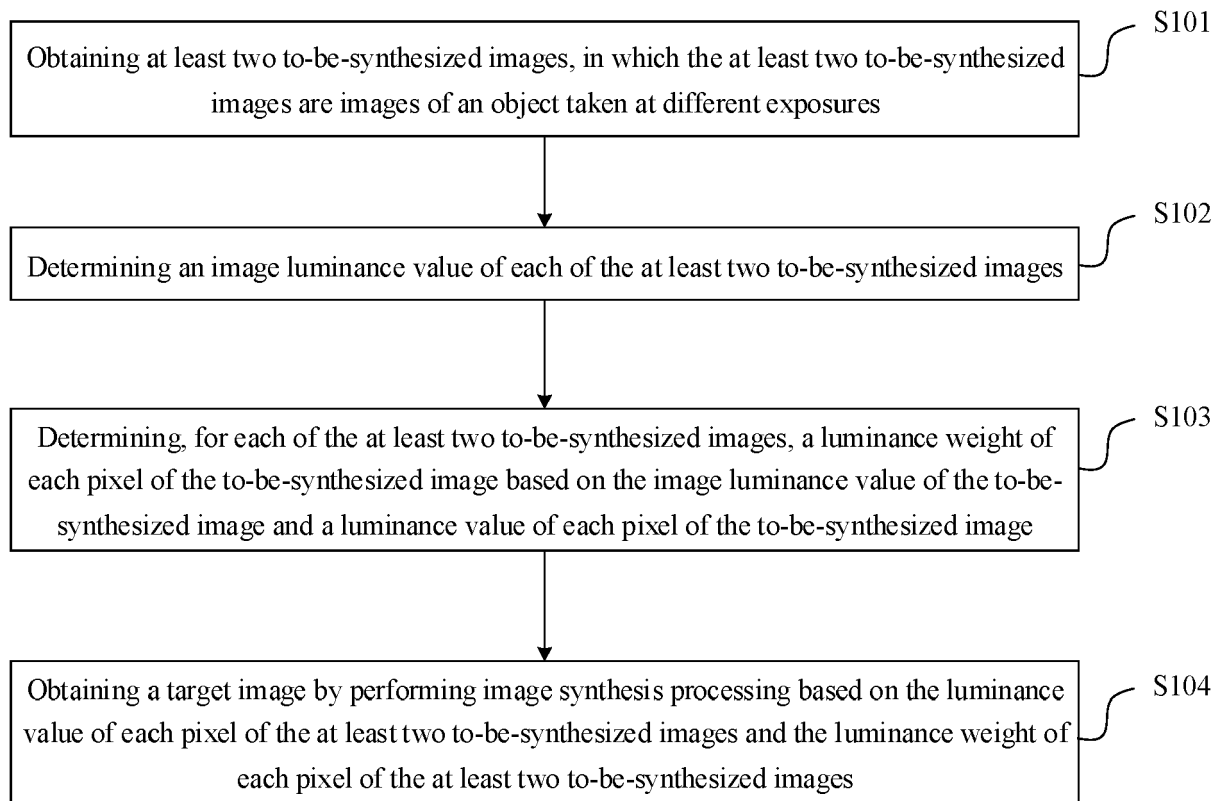 S101
Obtaining at least two to-be-synthesized images, in which the at least two to-be-synthesized
images are images of an object taken at different exposures
S102
Determining an image luminance value of each of the at least two to-be-synthesized images
S103
Determining, for each of the at least two to-be-synthesized images, a luminance weight of
each pixel of the to-be-synthesized image based on the image luminance value of the to-be-
synthesized image and a luminance value of each pixel of the to-be-synthesized image
S104
Obtaining a target image by performing image synthesis processing based on the luminance
value of each pixel of the at least two to-be-synthesized images and the luminance weight of
each pixel of the at least two to-be-synthesized images